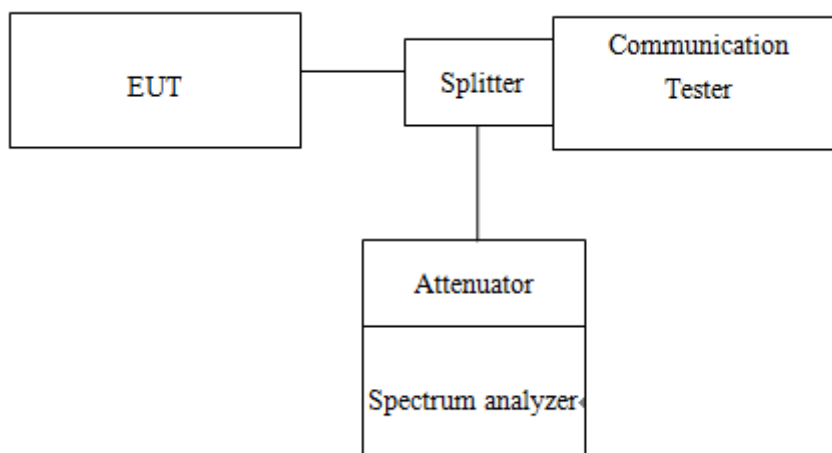 EUT
Splitter
Communication
Tester
Attenuator
Spectrum analyzer